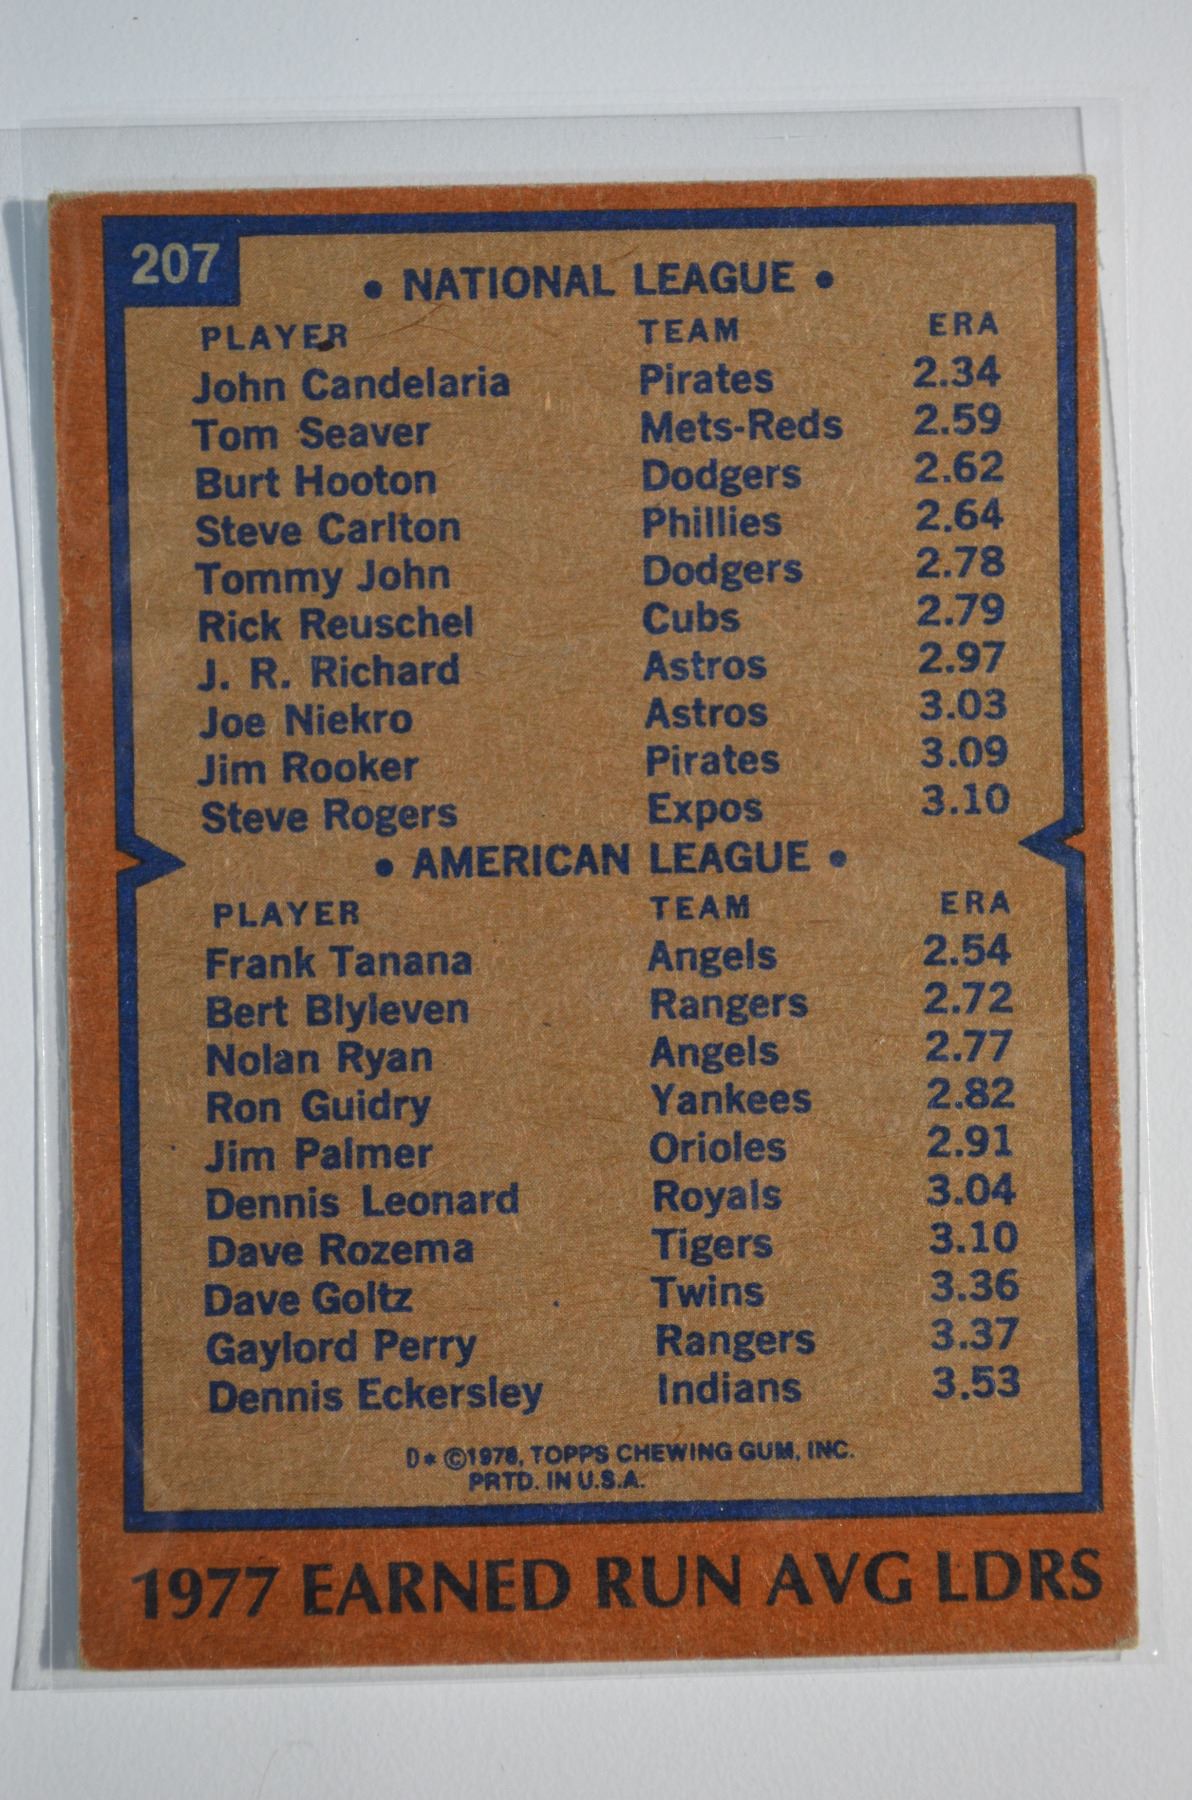 207
• NATIONAL LEAGUE •
PLAYER TEAM ERA
John Candelaria Pirates 2.34
Tom Seaver Mets-Reds 2.59
Burt Hooton Dodgers 2.62
Steve Carlton Phillies 2.64
Tommy John Dodgers 2.78
Rick Reuschel Cubs 2.79
J. R. Richard Astros 2.97
Joe Niekro Astros 3.03
Jim Rooker Pirates 3.09
Steve Rogers Expos 3.10
• AMERICAN LEAGUE •
PLAYER TEAM ERA
Frank Tanana Angels 2.54
Bert Blyleven Rangers 2.72
Nolan Ryan Angels 2.77
Ron Guidry Yankees 2.82
Jim Palmer Orioles 2.91
Dennis Leonard Royals 3.04
Dave Rozema Tigers 3.10
Dave Goltz Twins 3.36
Gaylord Perry Rangers 3.37
Dennis Eckersley Indians 3.53
D* ©1978, TOPPS CHEWING GUM, INC.
PRTD. IN U.S.A.
1977 EARNED RUN AVG LDRS